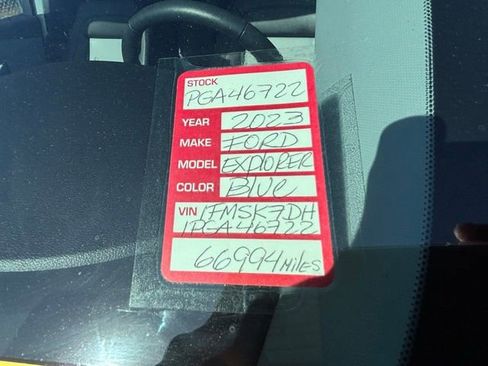 STOCK
PGA46722
YEAR 2023
MAKE FORD
MODEL EXPLORER
COLOR Blue
VIN 1FMSK7DH
1PGA46722
66994 MiLES